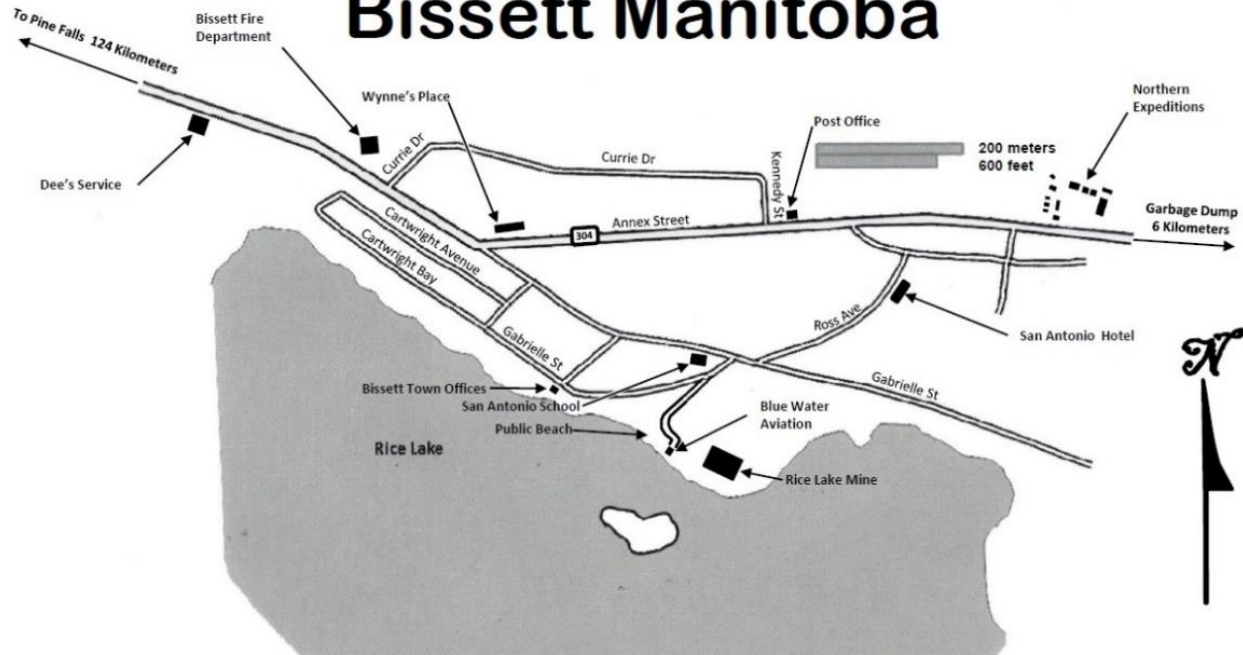 Bissett Manitoba
To Pine Falls 124 Kilometers
Bissett Fire
Department
Wynne's Place
Northern
Expeditions
Post Office
200 meters
600 feet
Currie Dr
Currie Dr
Kennedy St
Dee's Service
Annex Street
304
Garbage Dump
6 Kilometers
Cartwright Avenue
Cartwright Bay
Ross Ave
San Antonio Hotel
Gabrielle St
Gabrielle St
Bissett Town Offices
San Antonio School
Public Beach
Blue Water
Aviation
Rice Lake
Rice Lake Mine
N